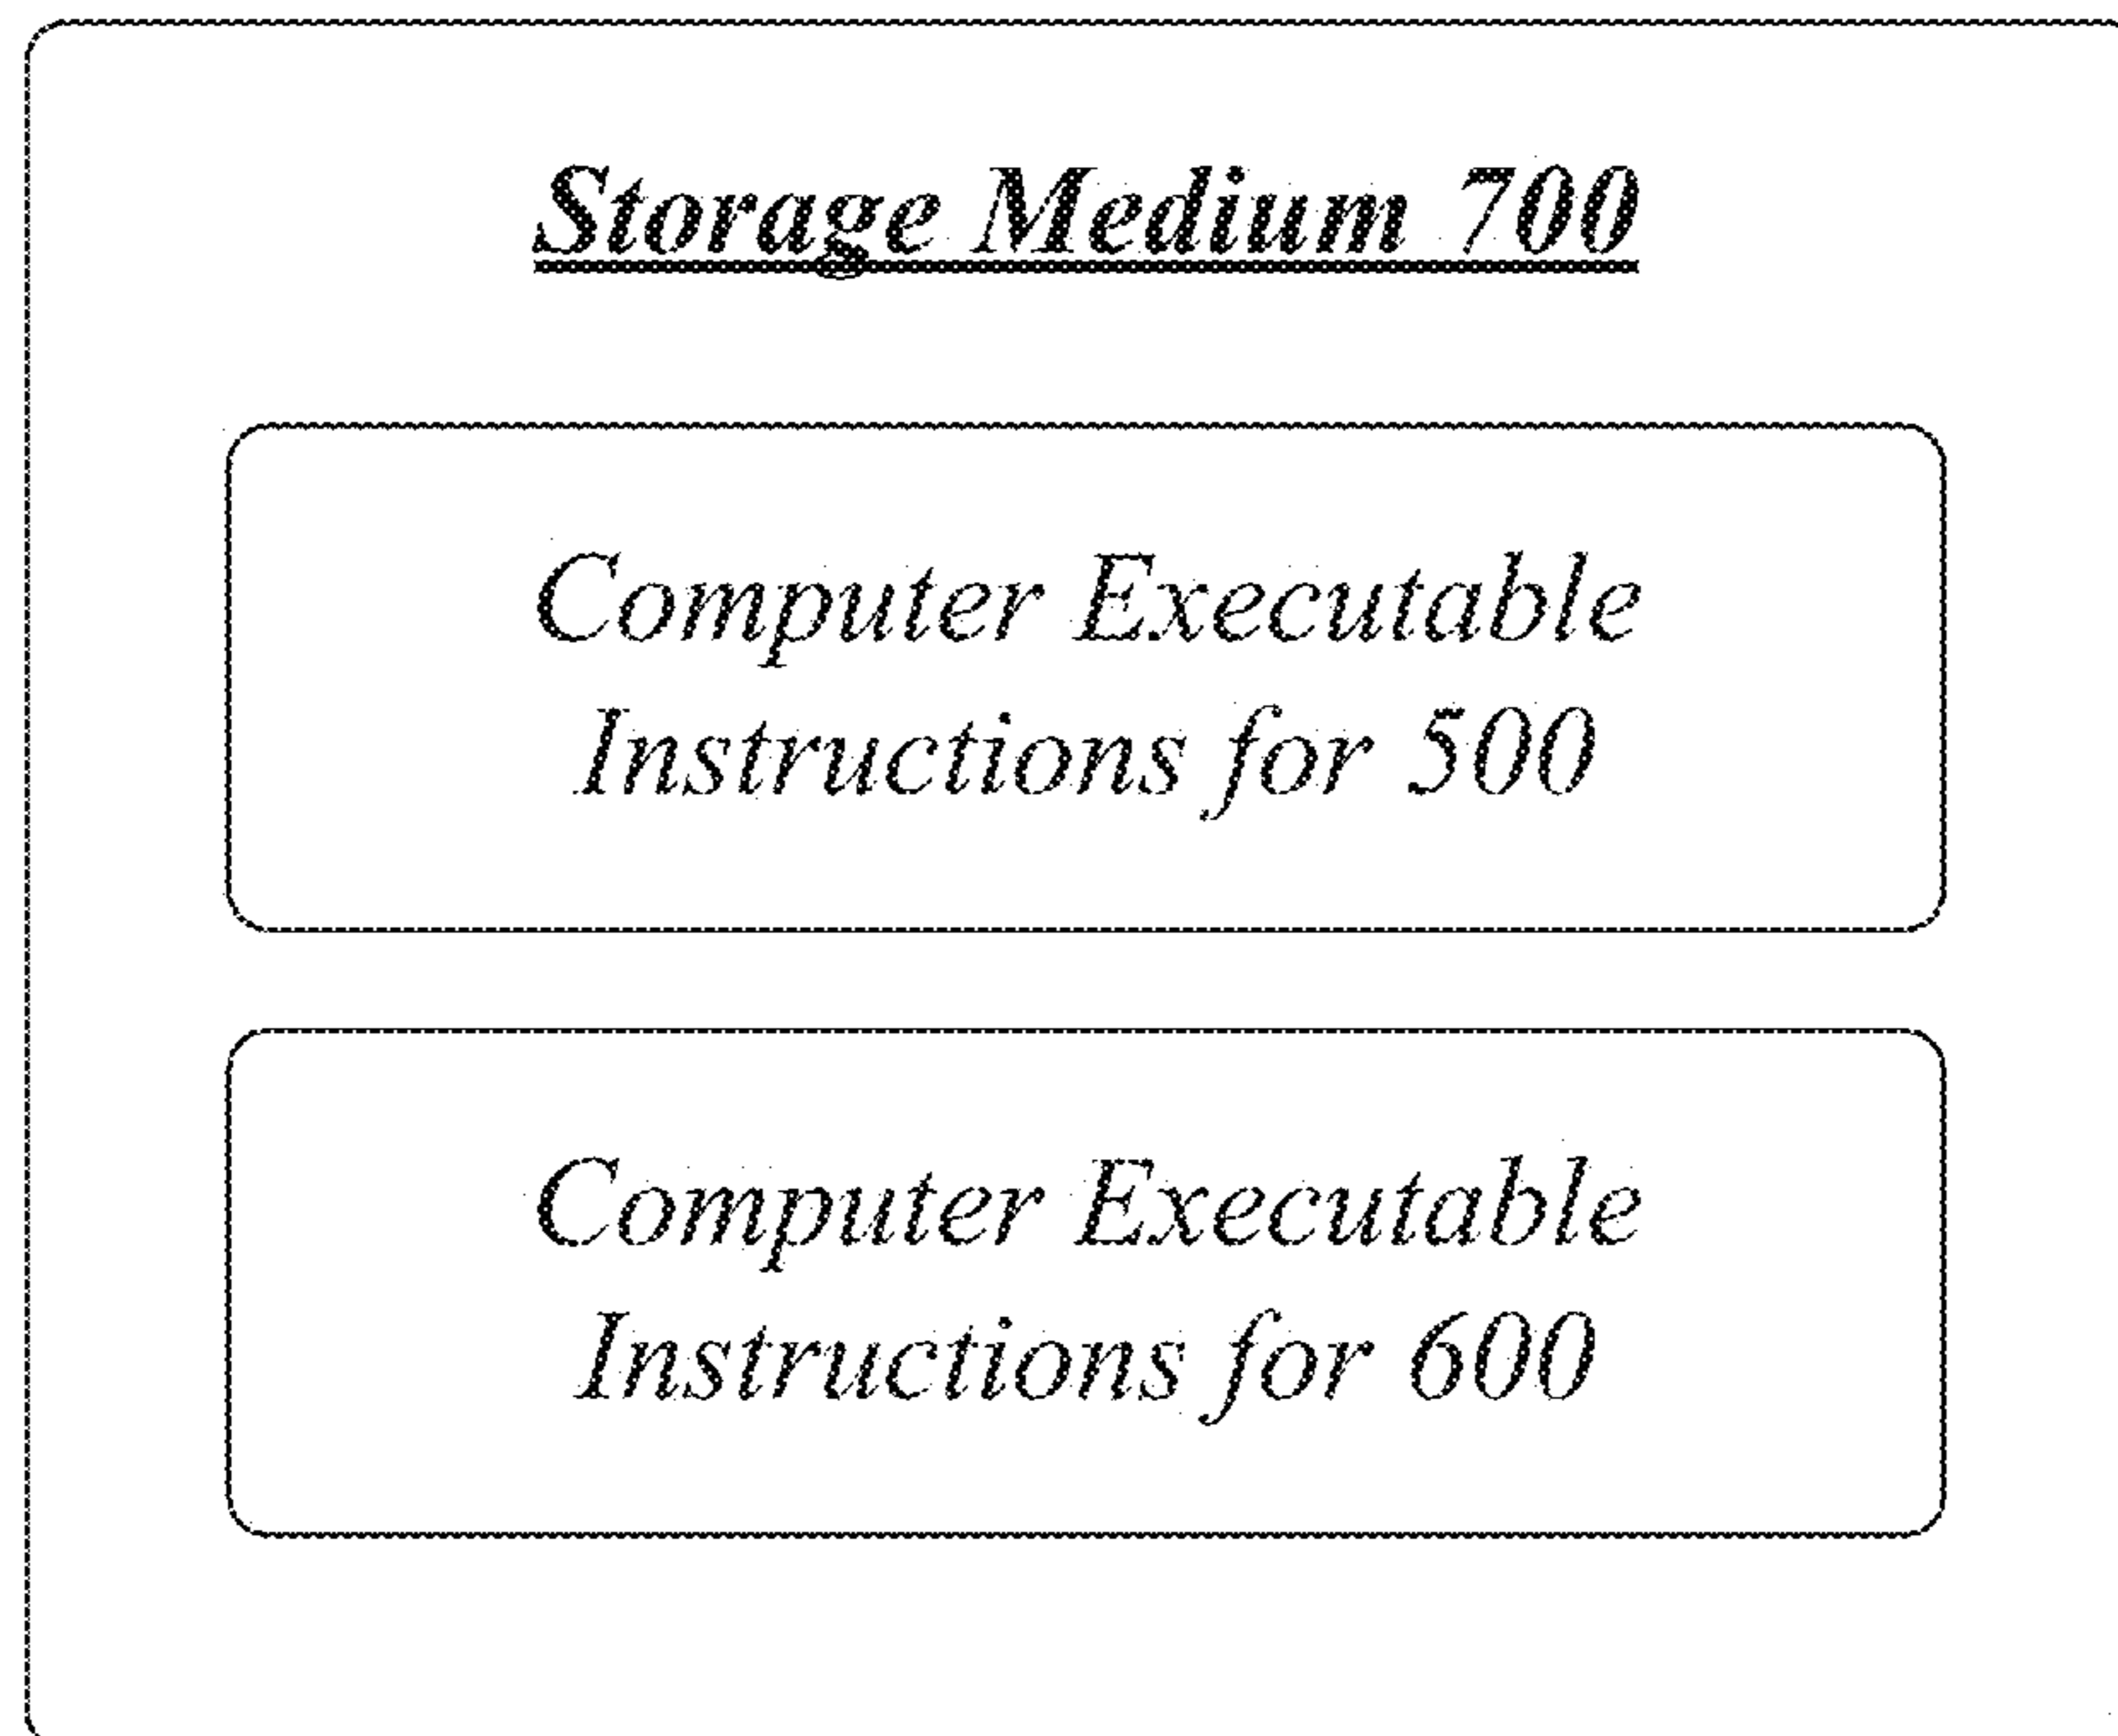 Storage Medium 700
Computer Executable
Instructions for 500
Computer Executable
Instructions for 600